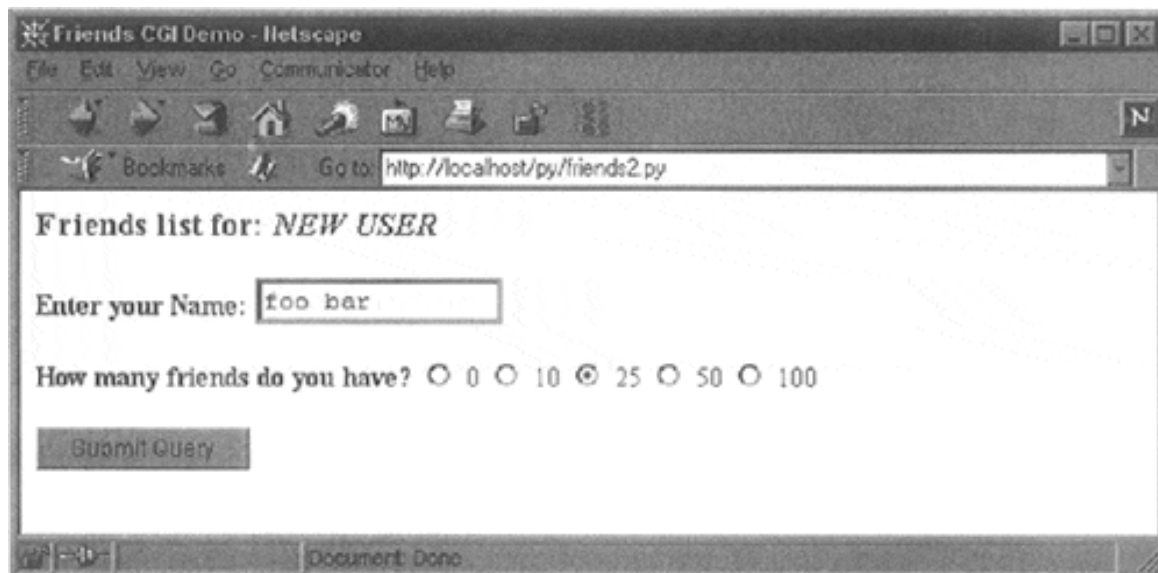 Friends CGI Demo - Netscape
File Edit View Go Communicator Help
Bookmarks Go to: http://localhost/py/friends2.py
Friends list for: NEW USER
Enter your Name: foo bar
How many friends do you have? 0 10 25 50 100
Submit Query
Document: Done